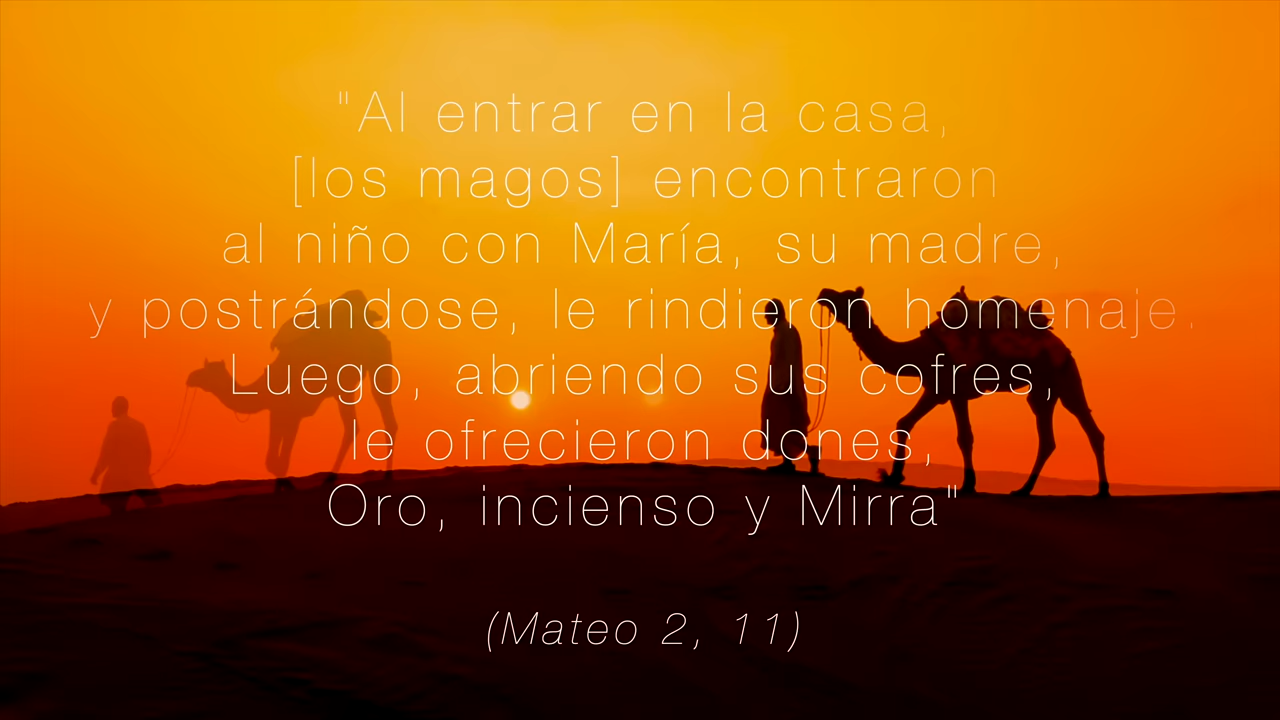 "Al entrar en la casa,
[los magos] encontraron
al niño con María, su madre,
y postrándose, le rindieron homenaje.
Luego, abriendo sus cofres,
le ofrecieron dones,
Oro, incienso y Mirra"
(Mateo 2, 11)